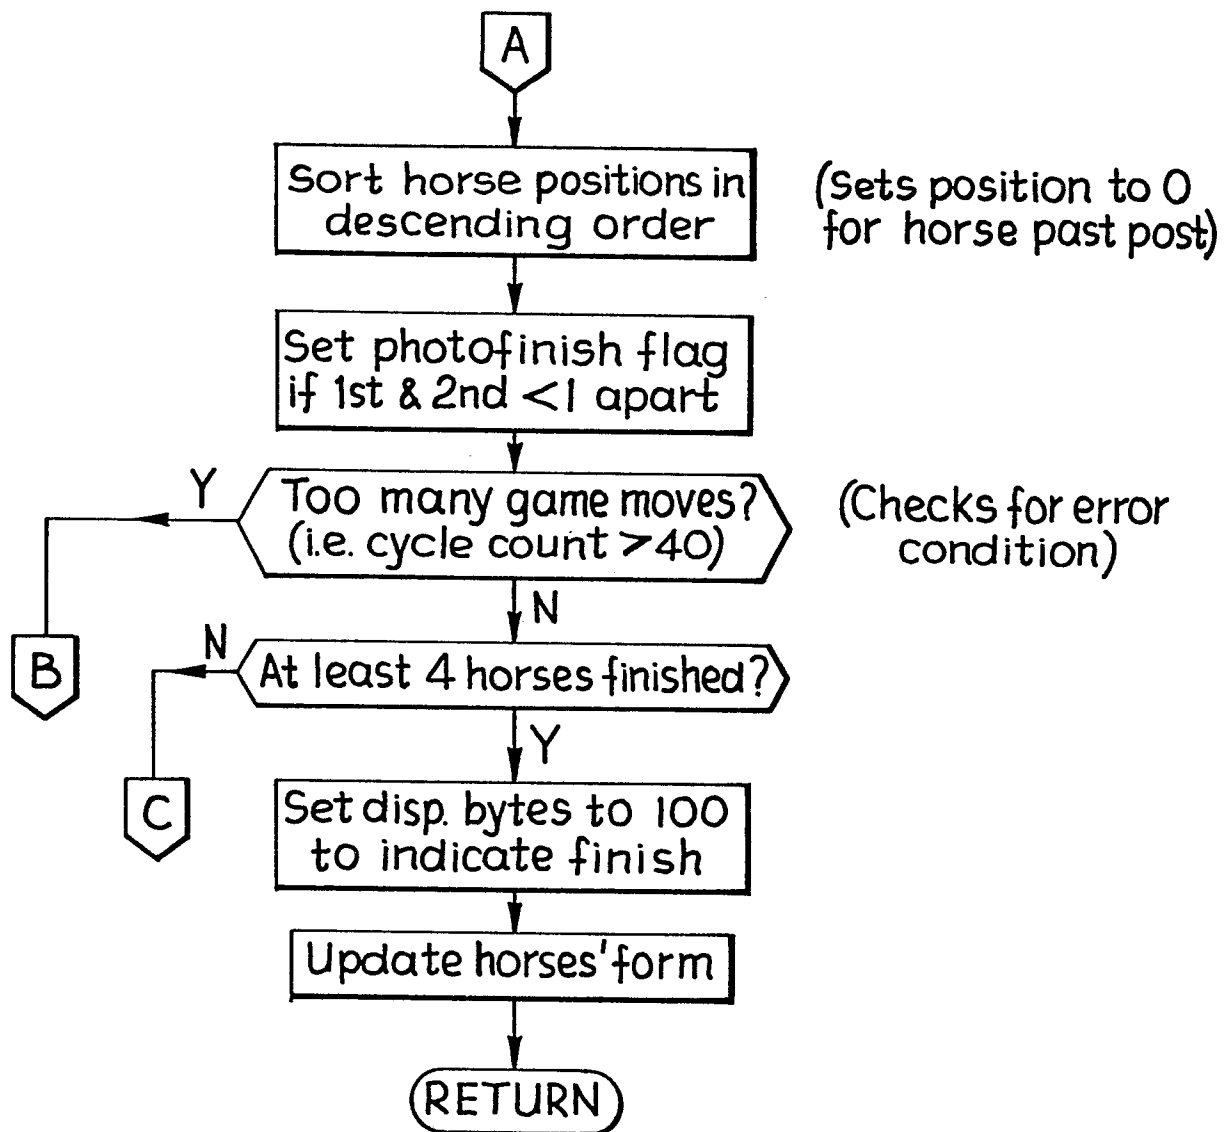 A
Sort horse positions in
descending order
(Sets position to 0
for horse past post)
Set photofinish flag
if 1st & 2nd <1 apart
Y
Too many game moves?
(i.e. cycle count >40)
(Checks for error
condition)
N
B
N
At least 4 horses finished?
Y
C
Set disp. bytes to 100
to indicate finish
Update horses' form
RETURN